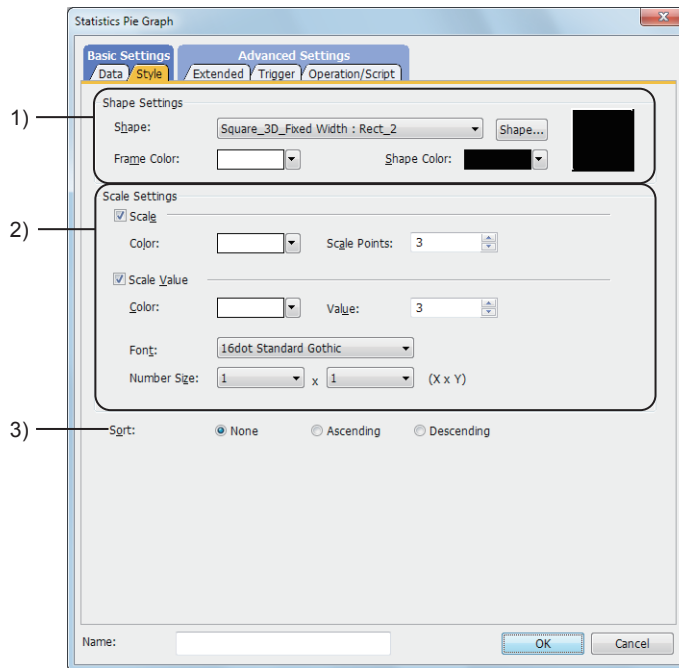 Statistics Pie Graph
x
Basic Settings
Advanced Settings
Data Style Extended Trigger Operation/Script
1)
Shape Settings
Shape: Square_3D_Fixed Width : Rect_2 Shape...
Frame Color: Shape Color:
2)
Scale Settings
Scale
Color: Scale Points: 3
Scale Value
Color: Value: 3
Font: 16dot Standard Gothic
Number Size: 1 x 1 (X x Y)
3)
Sort: None Ascending Descending
Name: OK Cancel